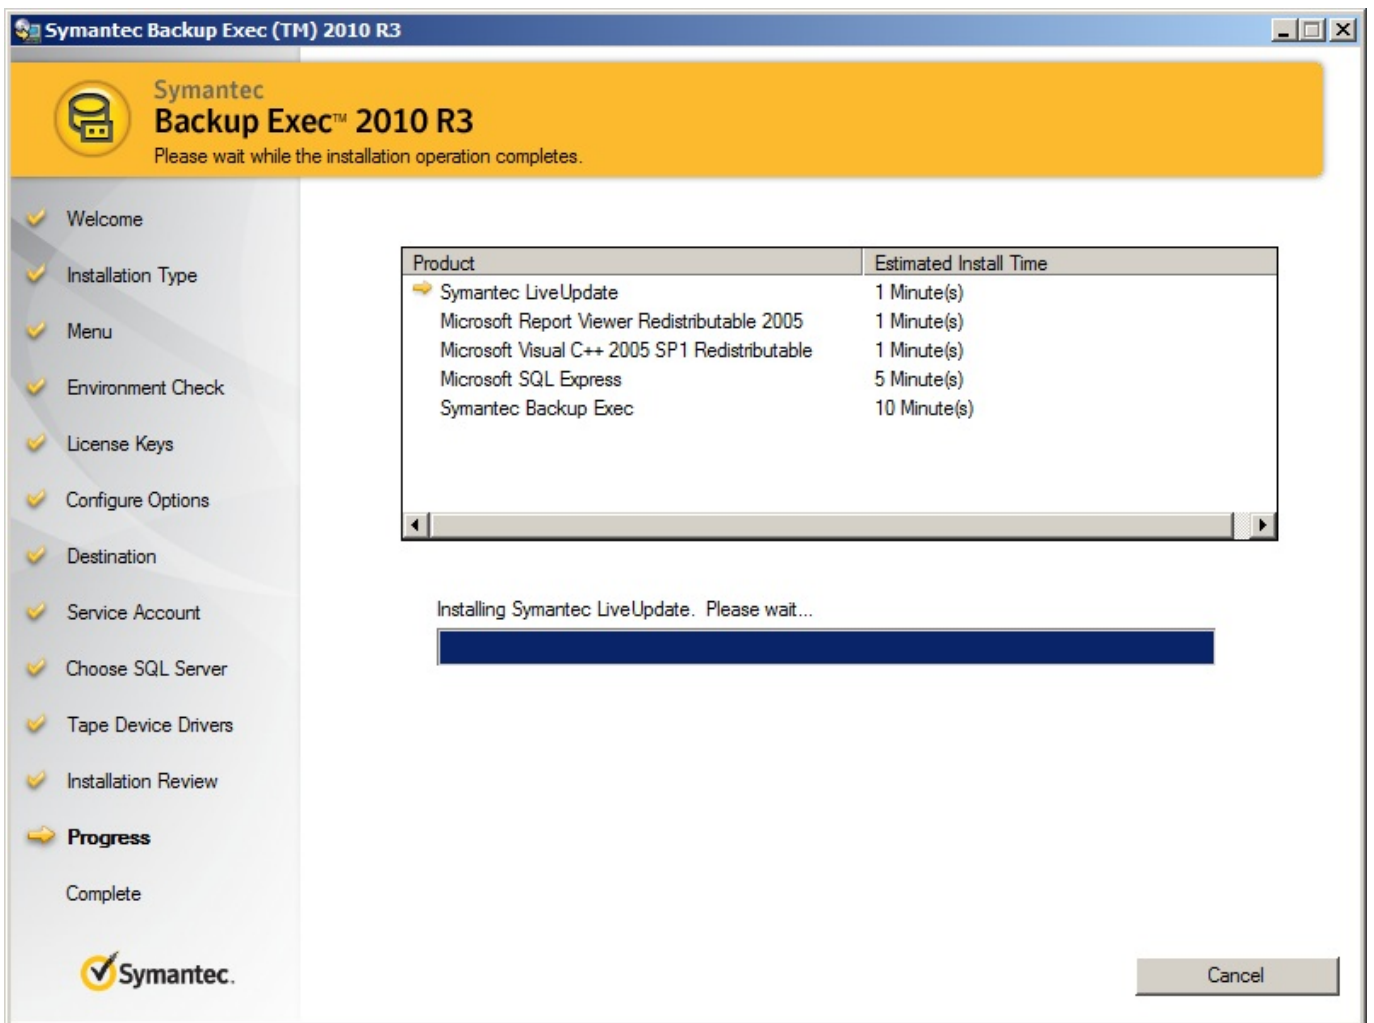 Symantec Backup Exec (TM) 2010 R3
Symantec
Backup Exec™ 2010 R3
Please wait while the installation operation completes.
Welcome
Installation Type
Menu
Environment Check
License Keys
Configure Options
Destination
Service Account
Choose SQL Server
Tape Device Drivers
Installation Review
Progress
Complete
Symantec.
Product Estimated Install Time
Symantec LiveUpdate 1 Minute(s)
Microsoft Report Viewer Redistributable 2005 1 Minute(s)
Microsoft Visual C++ 2005 SP1 Redistributable 1 Minute(s)
Microsoft SQL Express 5 Minute(s)
Symantec Backup Exec 10 Minute(s)
Installing Symantec LiveUpdate. Please wait...
Cancel